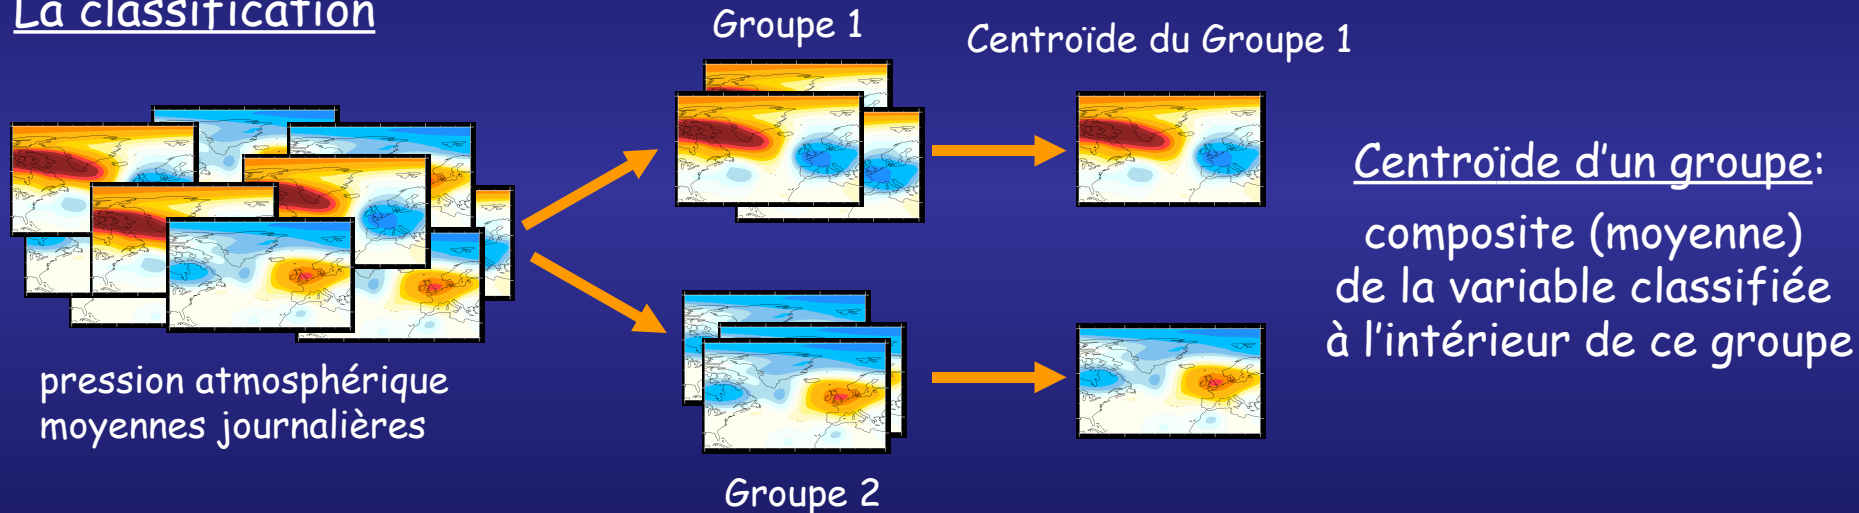 La classification
Groupe 1
Centroïde du Groupe 1
Centroïde d'un groupe:
composite (moyenne)
de la variable classifiée
à l'intérieur de ce groupe
pression atmosphérique
moyennes journalières
Groupe 2